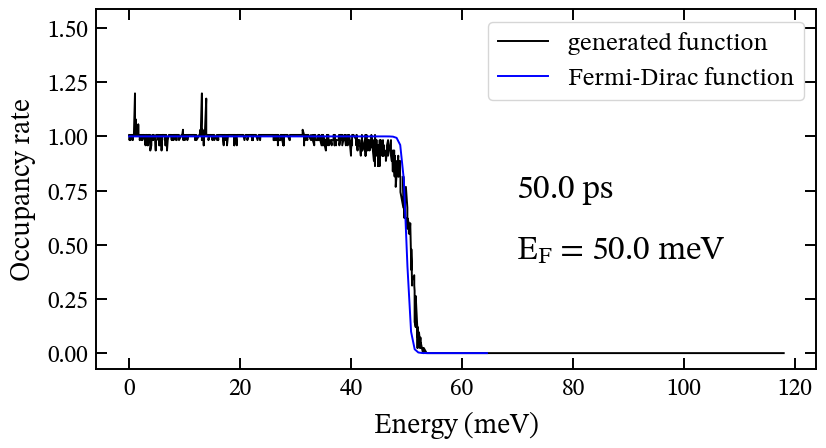 generated function
Fermi-Dirac function
50.0 ps
E_F = 50.0 meV
Occupancy rate
1.50
1.25
1.00
0.75
0.50
0.25
0.00
0 20 40 60 80 100 120
Energy (meV)